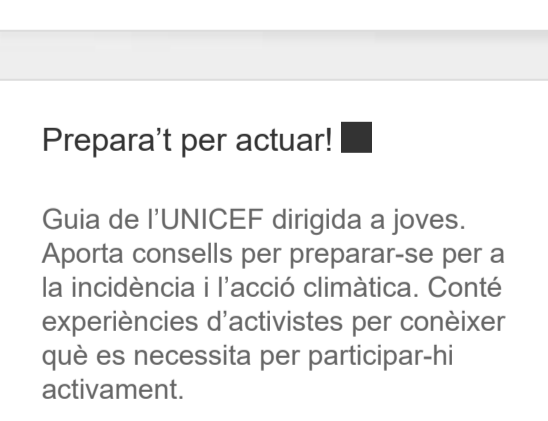 Prepara’t per actuar!
Guia de l’UNICEF dirigida a joves.
Aporta consells per preparar-se per a
la incidència i l’acció climàtica. Conté
experiències d’activistes per conèixer
què es necessita per participar-hi
activament.